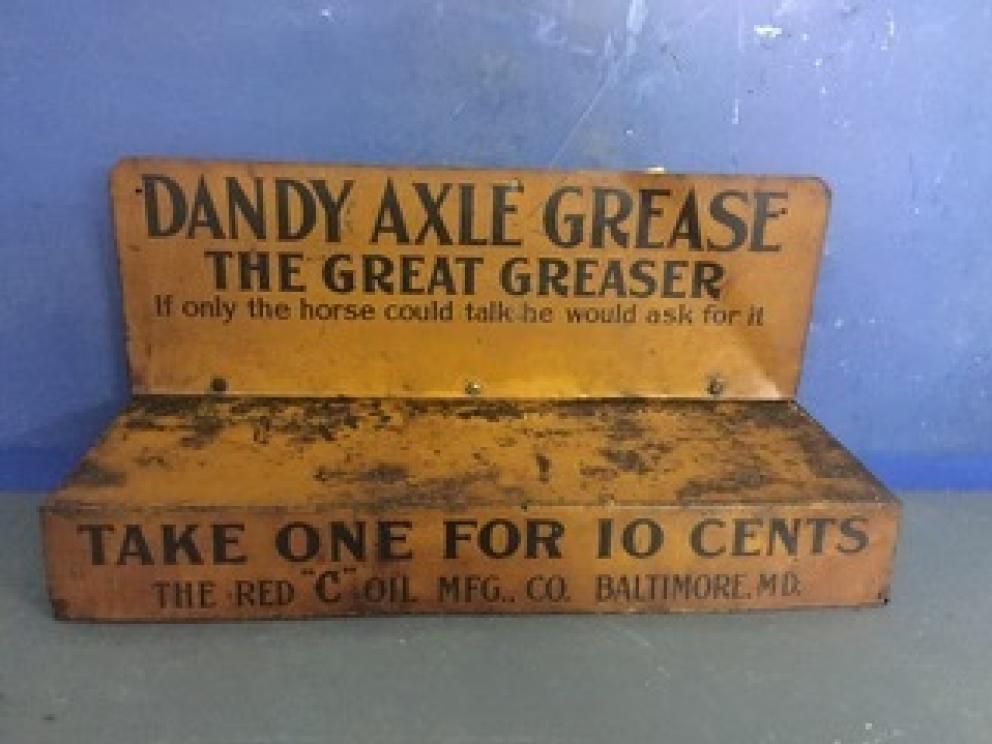 DANDY AXLE GREASE
THE GREAT GREASER
If only the horse could talk he would ask for it
TAKE ONE FOR 10 CENTS
THE RED "C" OIL MFG.. CO. BALTIMORE, MD.